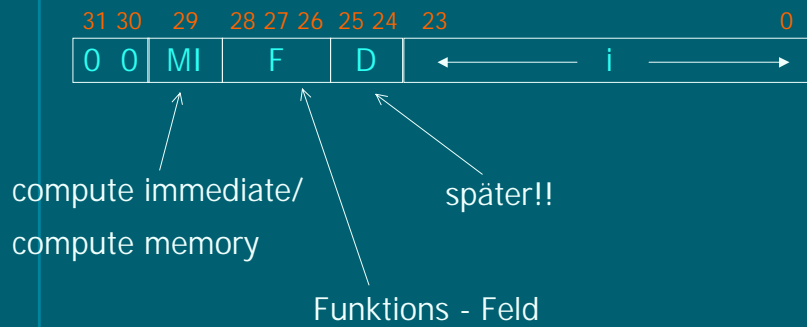 31 30 29 28 27 26 25 24 23 0
0 0 MI F D i
compute immediate/ später!!
compute memory
Funktions - Feld